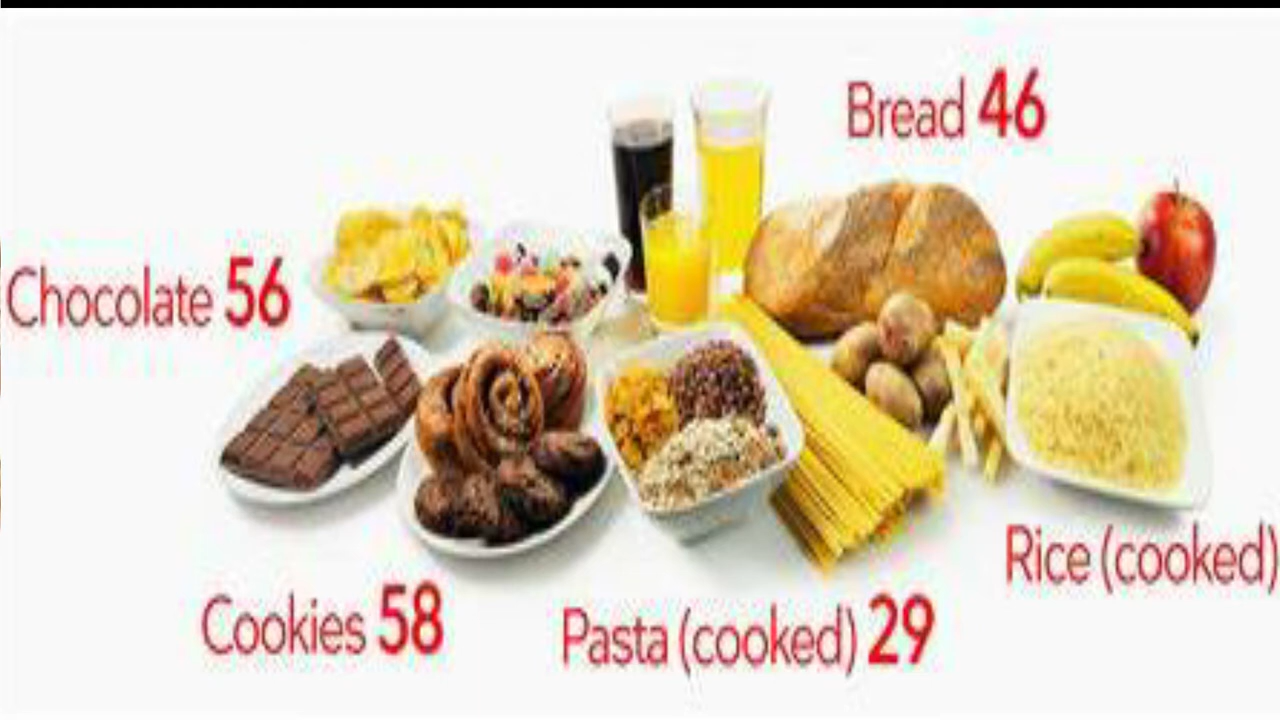 Bread 46
Chocolate 56
Rice (cooked)
Cookies 58
Pasta (cooked) 29